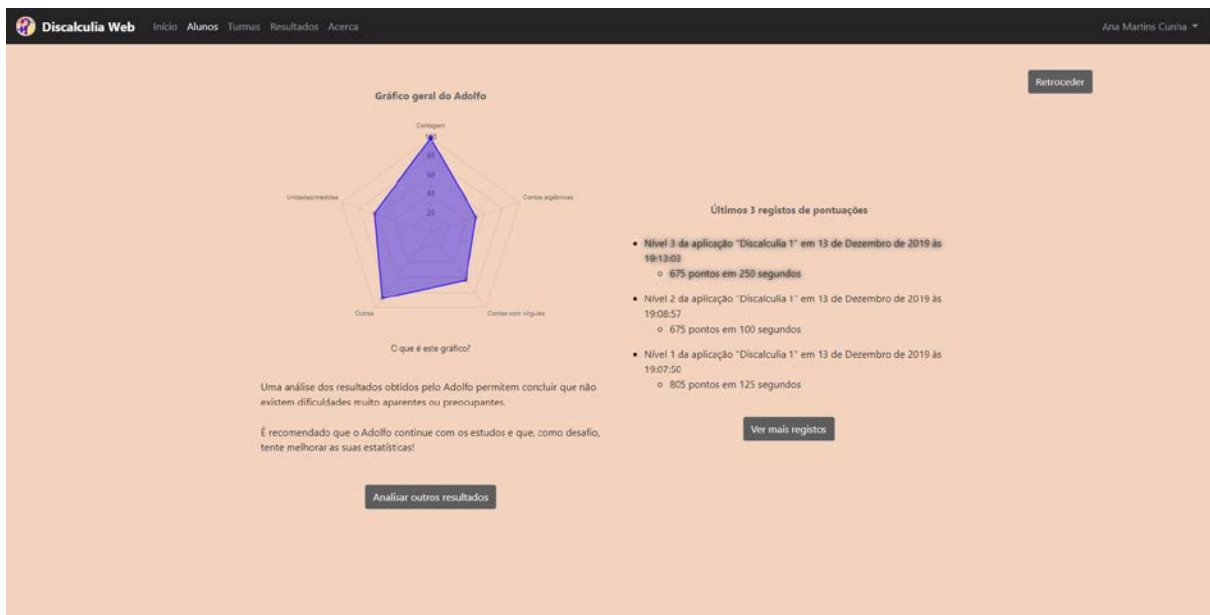 Discalculia Web Início Alunos Turmas Resultados Acerca Ana Martins Cunha
Retroceder
Gráfico geral do Adolfo
Contagem
100
80
60
40
20
Unidades/medidas
Contas algébricas
Outros
Contas com vírgulas
O que é este gráfico?
Uma análise dos resultados obtidos pelo Adolfo permitem concluir que não
existem dificuldades muito aparentes ou preocupantes.
É recomendado que o Adolfo continue com os estudos e que, como desafio,
tente melhorar as suas estatísticas!
Analisar outros resultados
Últimos 3 registos de pontuações
Nível 3 da aplicação "Discalculia 1" em 13 de Dezembro de 2019 às
19:13:03
675 pontos em 250 segundos
Nível 2 da aplicação "Discalculia 1" em 13 de Dezembro de 2019 às
19:08:57
675 pontos em 100 segundos
Nível 1 da aplicação "Discalculia 1" em 13 de Dezembro de 2019 às
19:07:50
805 pontos em 125 segundos
Ver mais registos